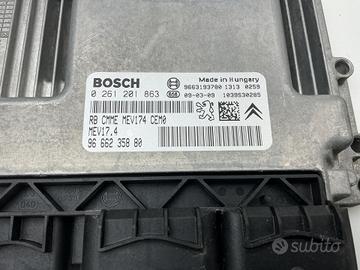 BOSCH
Made in Hungary
0 261 201 863
9663193780 1313 0259
09-03-09 1039S30285
RB CMME MEV174 CEM0
MEV17.4
96 662 358 80
subito